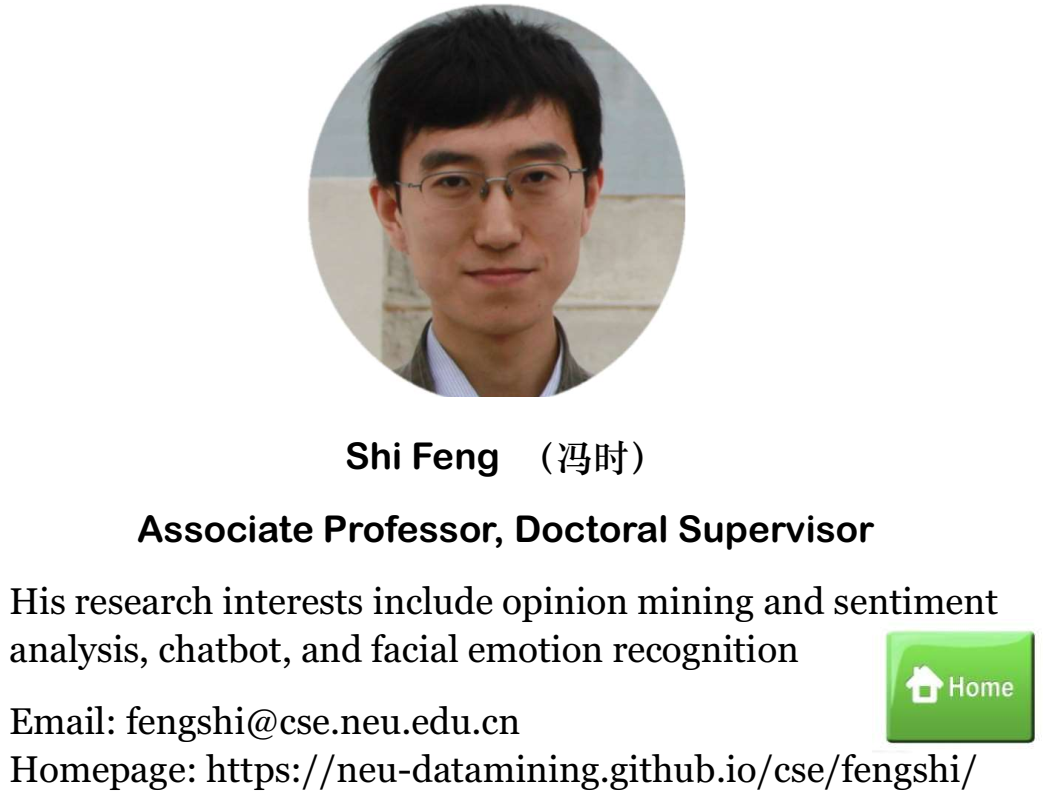 Shi Feng （冯时）
Associate Professor, Doctoral Supervisor
His research interests include opinion mining and sentiment
analysis, chatbot, and facial emotion recognition
Home
Email: fengshi@cse.neu.edu.cn
Homepage: https://neu-datamining.github.io/cse/fengshi/